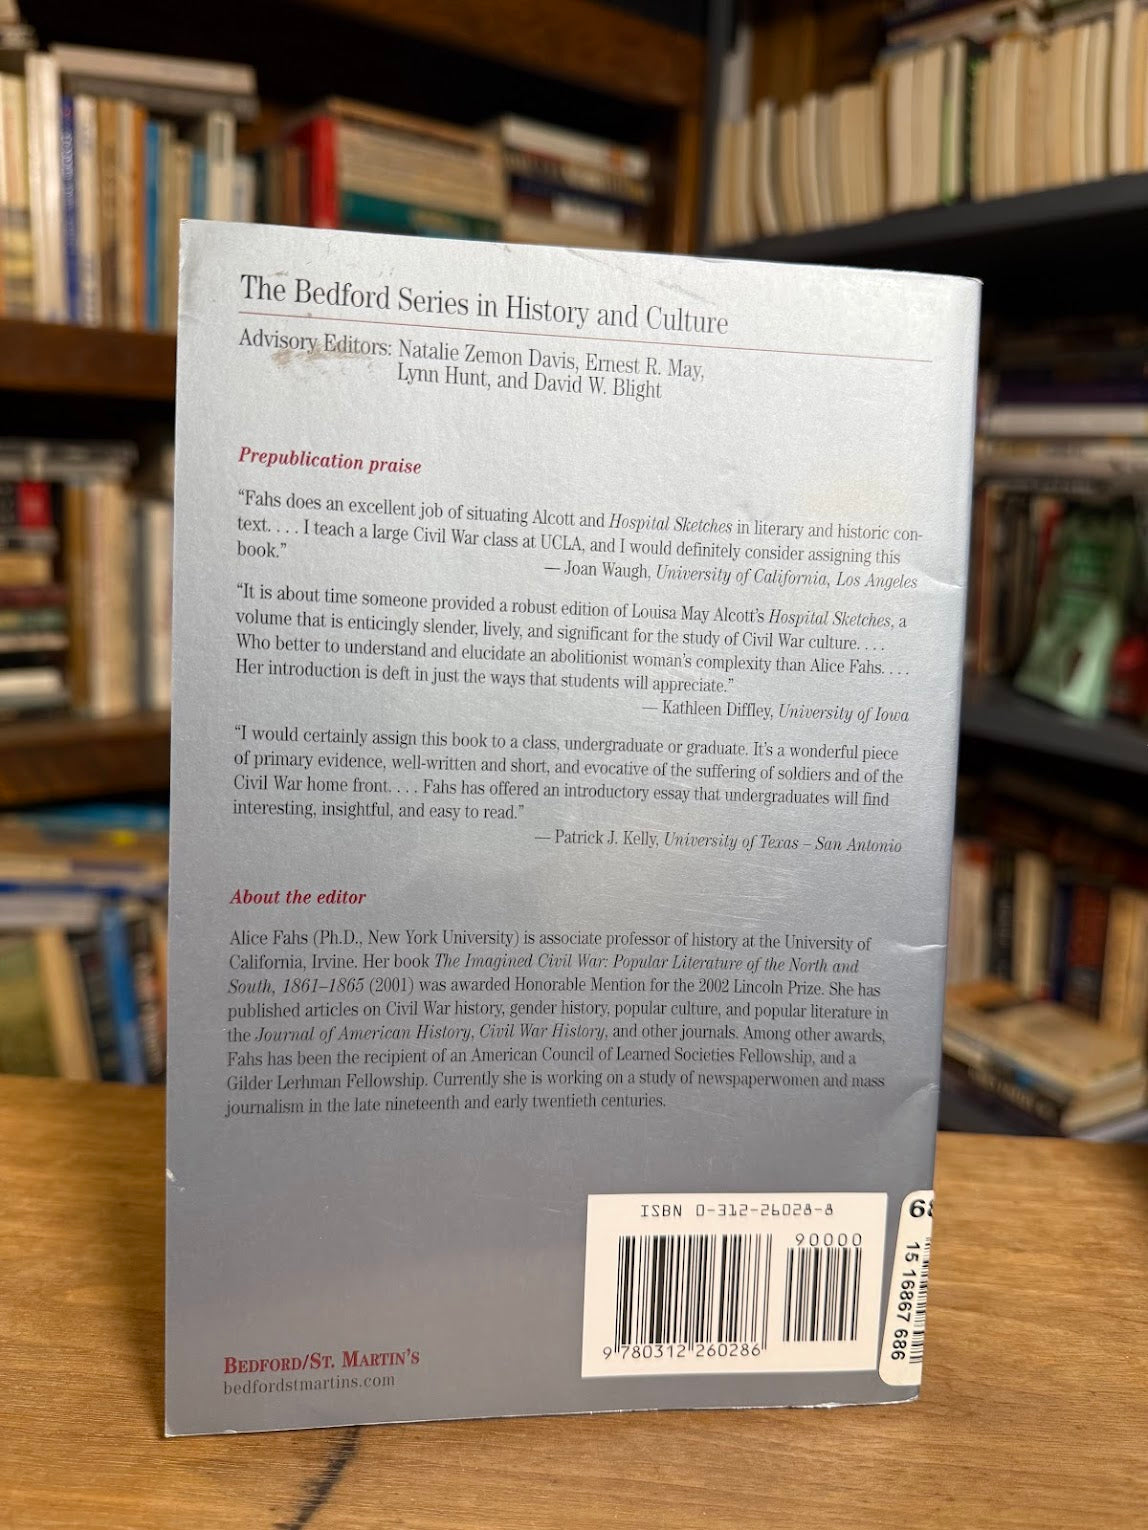 The Bedford Series in History and Culture
Advisory Editors: Natalie Zemon Davis, Ernest R. May,
Lynn Hunt, and David W. Blight
Prepublication praise
“Fahs does an excellent job of situating Alcott and Hospital Sketches in literary and historic con-
text. . . . I teach a large Civil War class at UCLA, and I would definitely consider assigning this
book.”
— Joan Waugh, University of California, Los Angeles
“It is about time someone provided a robust edition of Louisa May Alcott’s Hospital Sketches, a
volume that is enticingly slender, lively, and significant for the study of Civil War culture. . . .
Who better to understand and elucidate an abolitionist woman’s complexity than Alice Fahs. . . .
Her introduction is deft in just the ways that students will appreciate.”
— Kathleen Diffley, University of Iowa
“I would certainly assign this book to a class, undergraduate or graduate. It’s a wonderful piece
of primary evidence, well-written and short, and evocative of the suffering of soldiers and of the
Civil War home front. . . . Fahs has offered an introductory essay that undergraduates will find
interesting, insightful, and easy to read.”
— Patrick J. Kelly, University of Texas – San Antonio
About the editor
Alice Fahs (Ph.D., New York University) is associate professor of history at the University of
California, Irvine. Her book The Imagined Civil War: Popular Literature of the North and
South, 1861–1865 (2001) was awarded Honorable Mention for the 2002 Lincoln Prize. She has
published articles on Civil War history, gender history, popular culture, and popular literature in
the Journal of American History, Civil War History, and other journals. Among other awards,
Fahs has been the recipient of an American Council of Learned Societies Fellowship, and a
Gilder Lerhman Fellowship. Currently she is working on a study of newspaperwomen and mass
journalism in the late nineteenth and early twentieth centuries.
ISBN 0-312-26028-8
90000
9 780312 260286
15 16867 686
BEDFORD/ST. MARTIN’S
bedfordstmartins.com